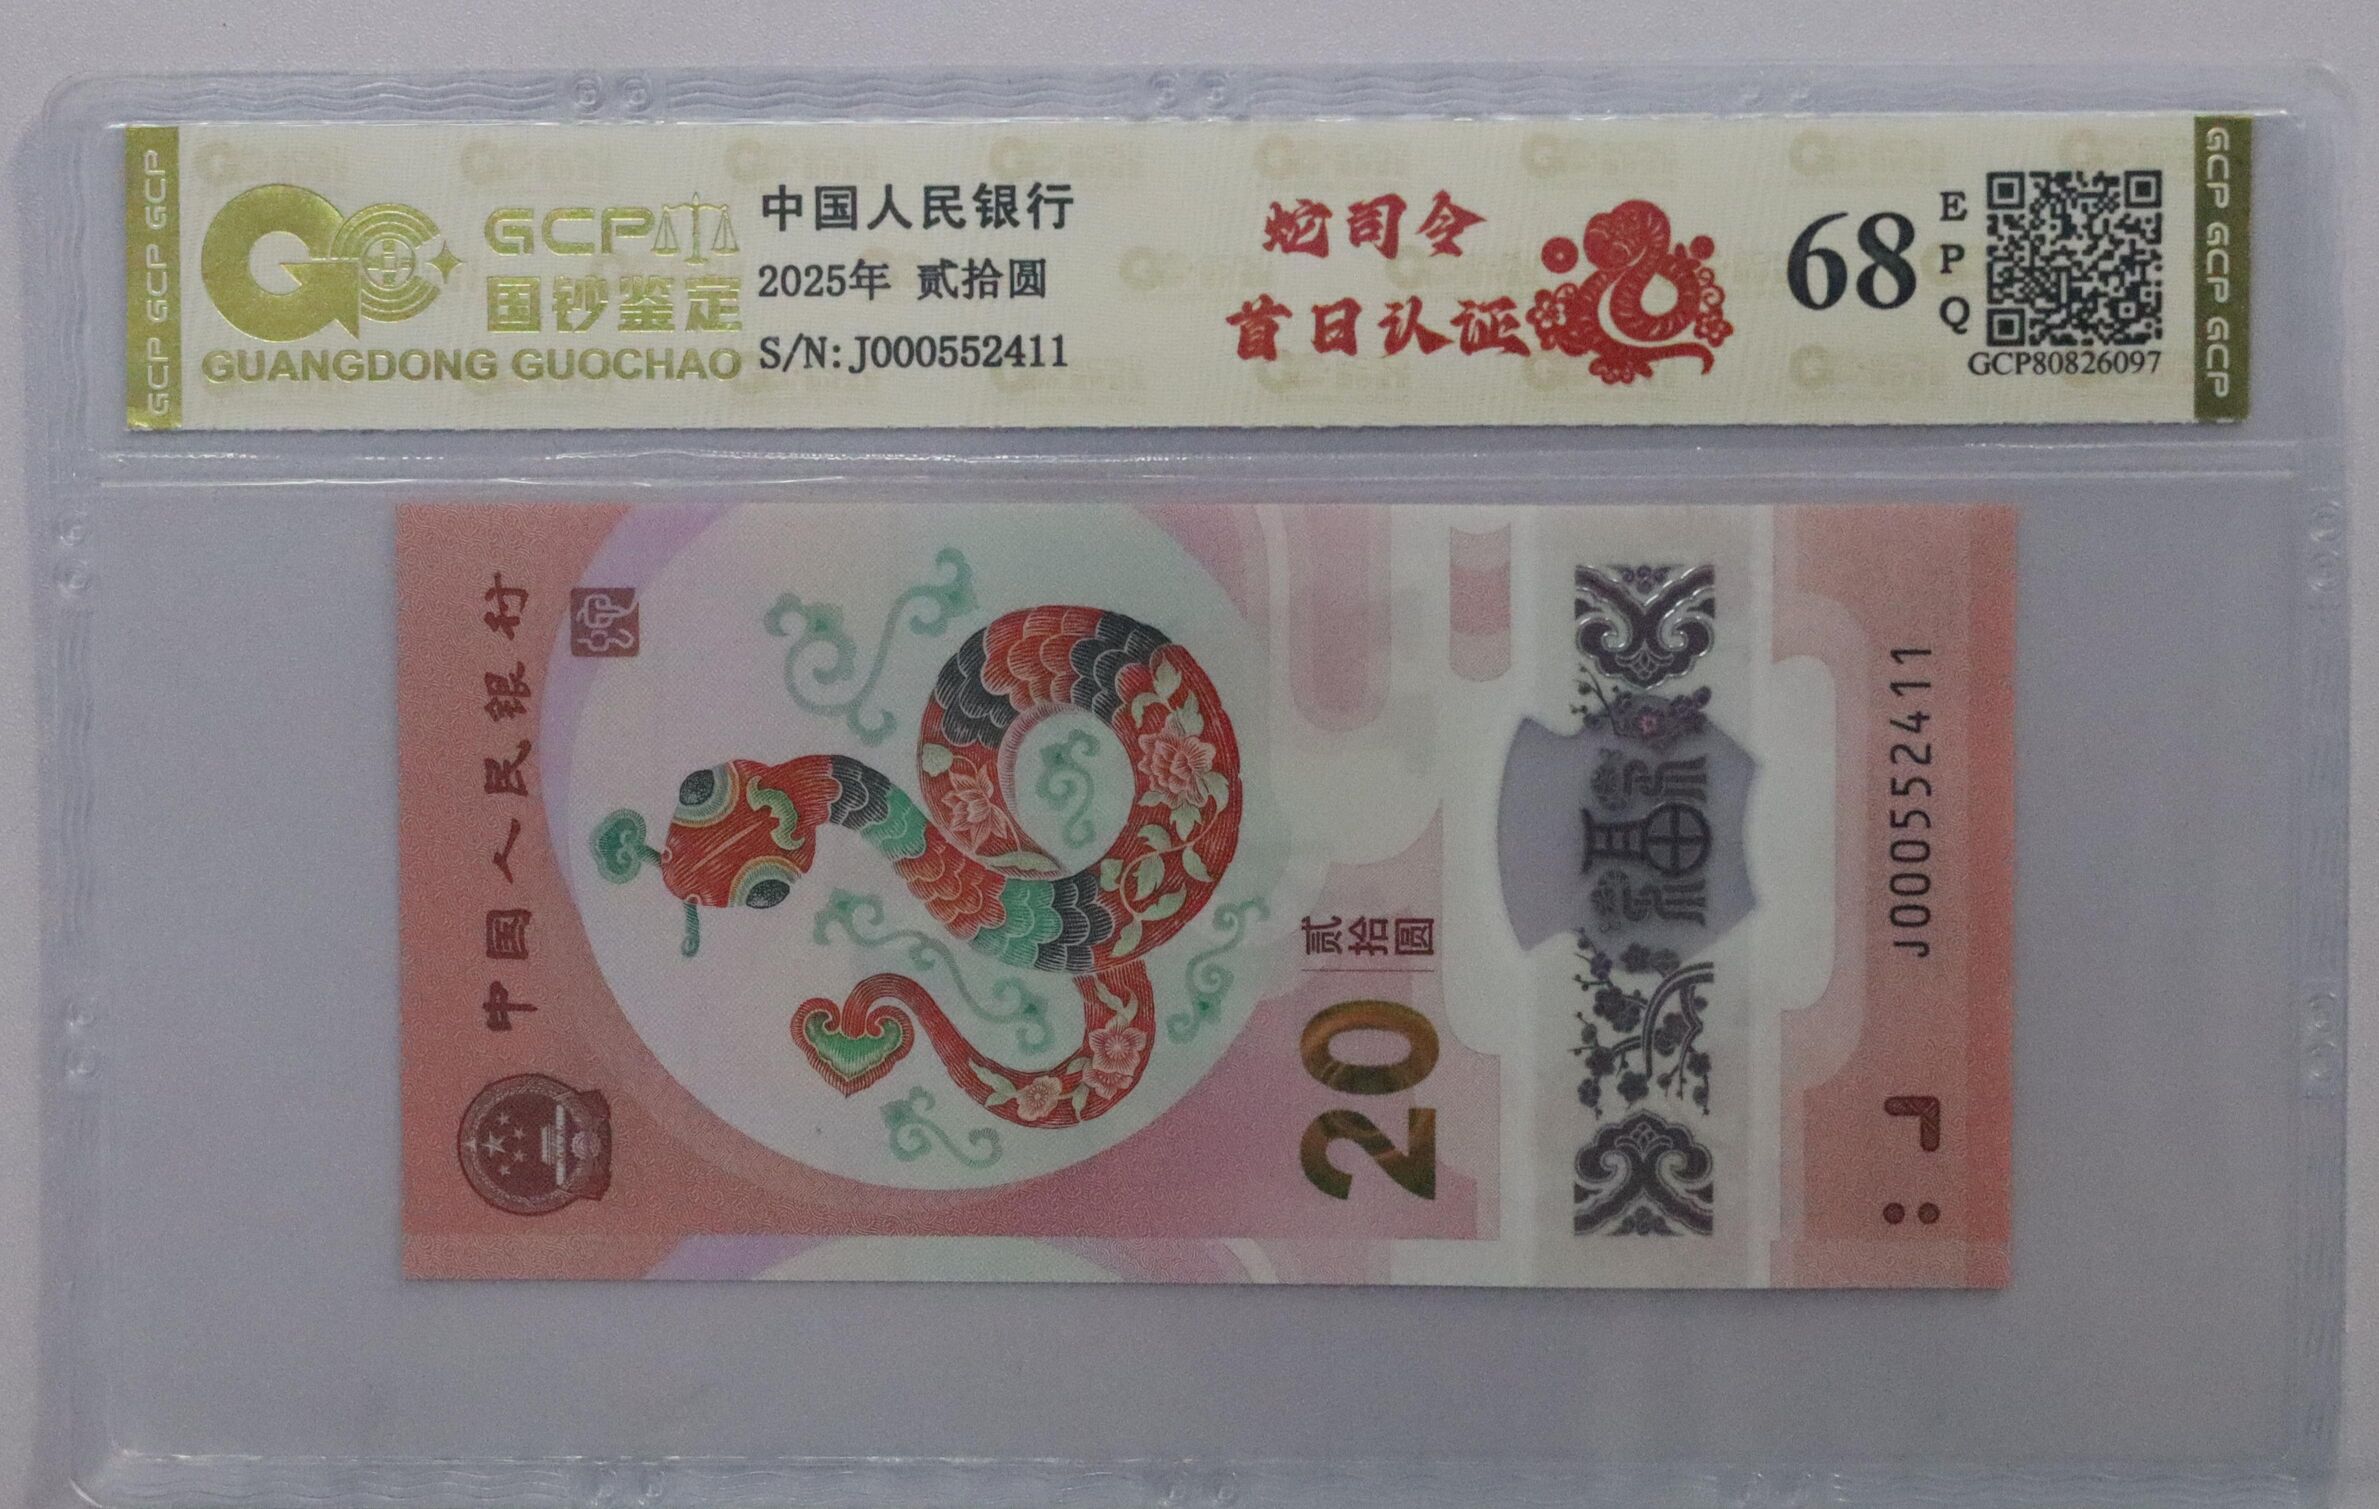 GCP GCP GCP
GCP
国钞鉴定
GUANGDONG GUOCHAO
中国人民银行
2025年 贰拾圆
S/N:J000552411
蛇司令
首日认证
68
EPQ
GCP80826097
GCP GCP GCP
中国人民银行
20
贰拾圆
福
J000552411